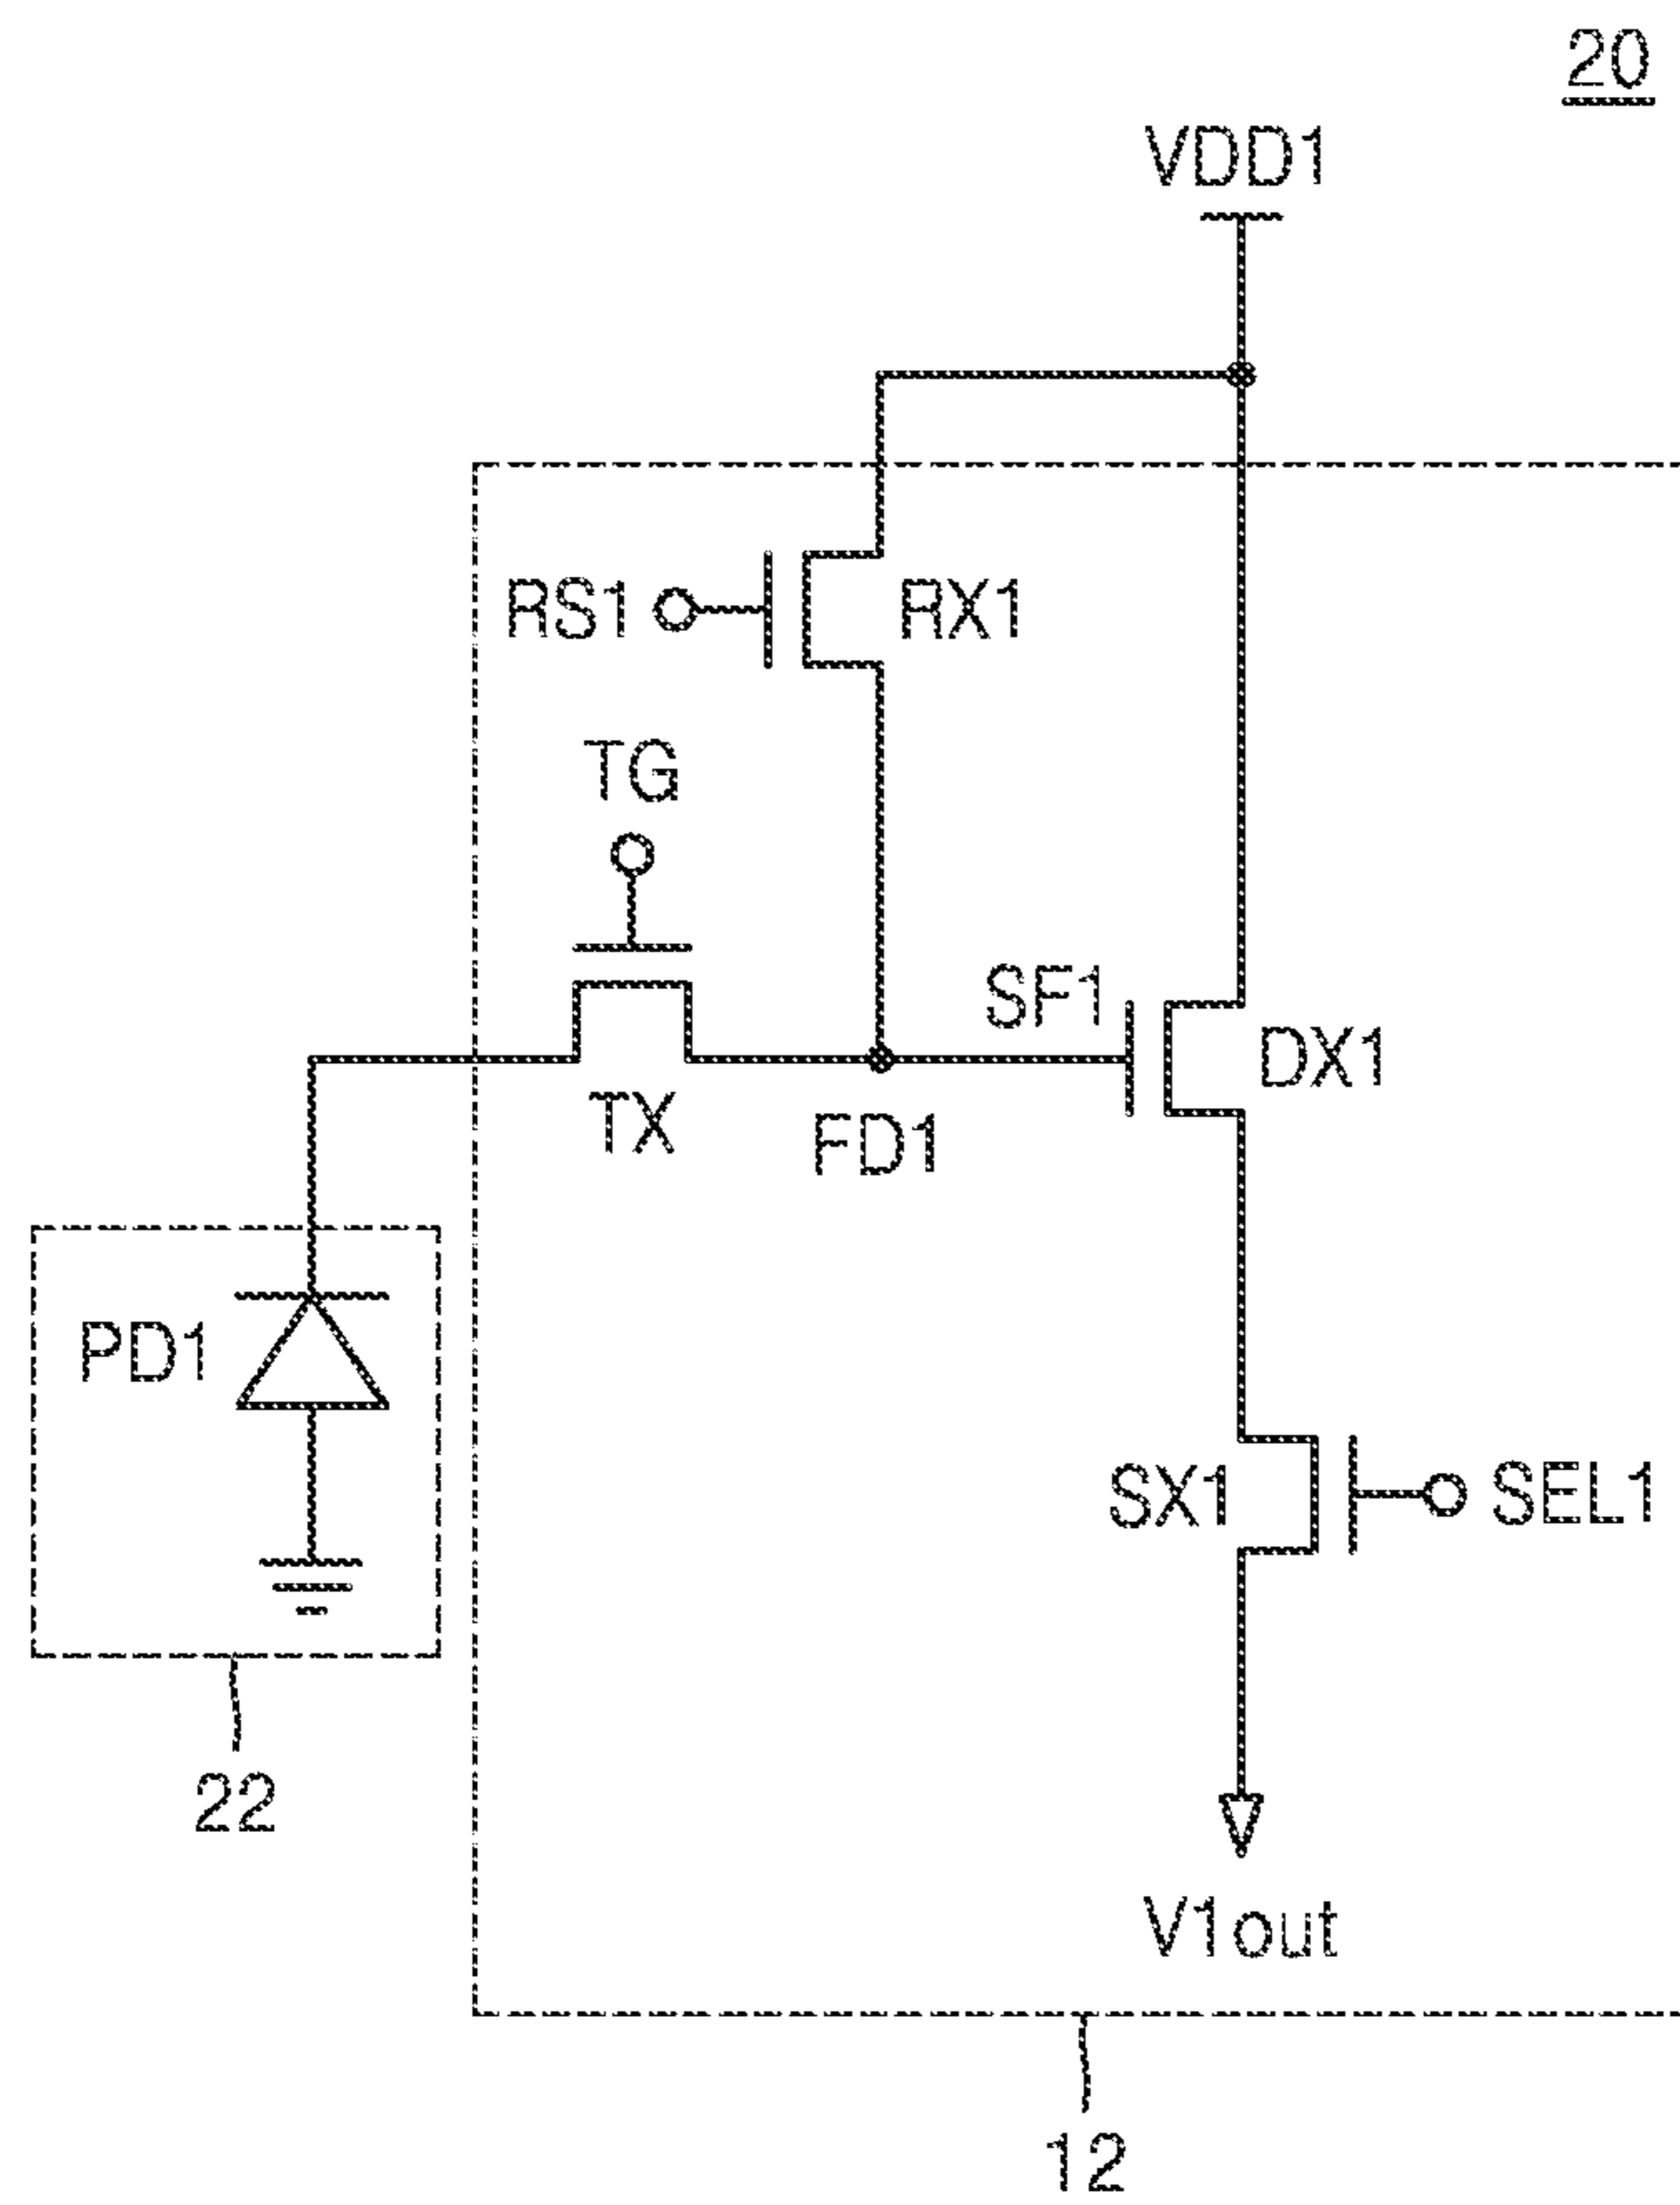 20
VDD1
RS1
RX1
TG
SF1
DX1
TX
FD1
PD1
SX1
SEL1
22
V1out
12